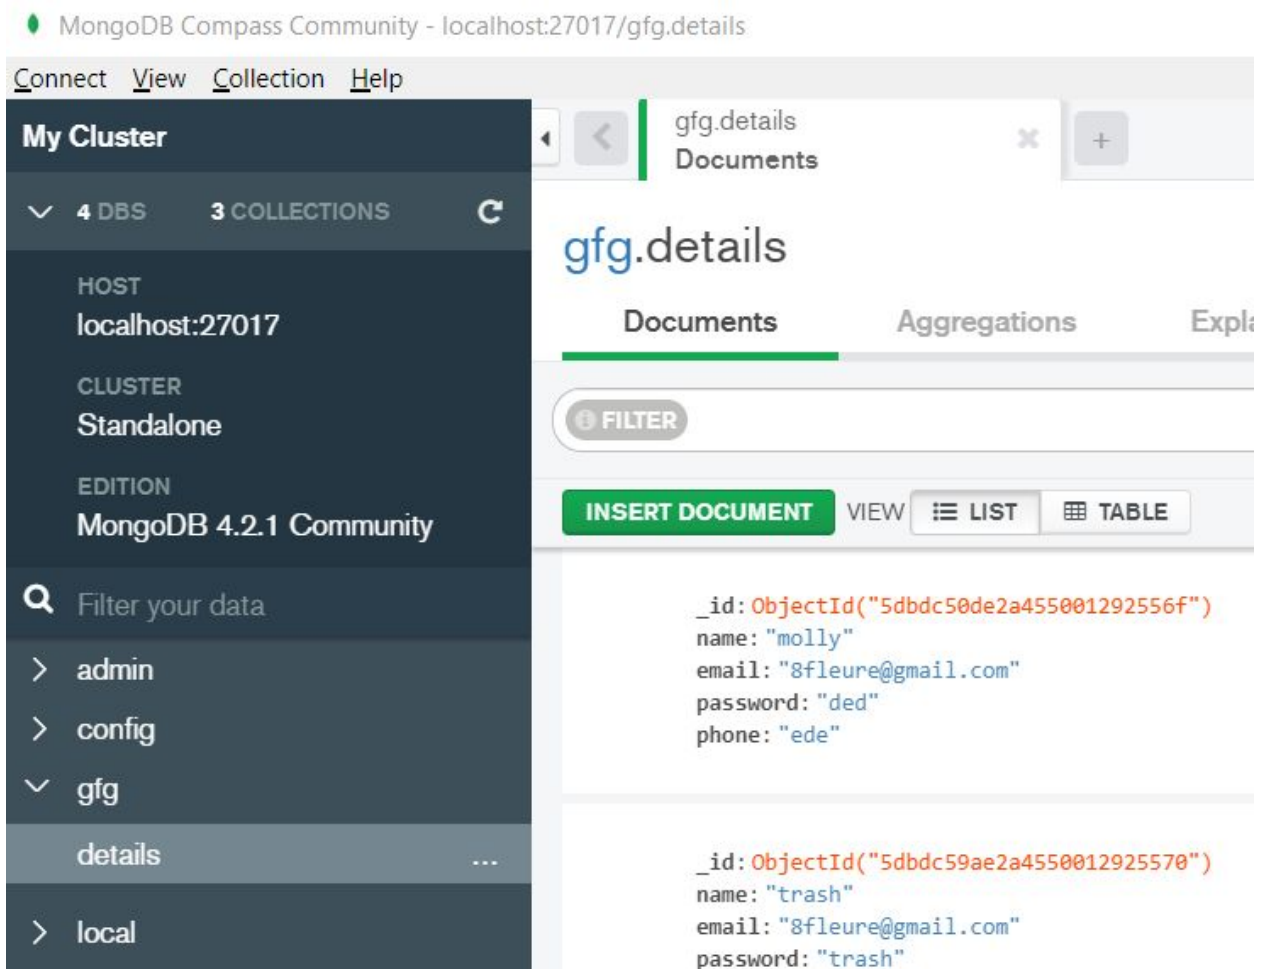 MongoDB Compass Community - localhost:27017/gfg.details
Connect View Collection Help
My Cluster
4 DBS 3 COLLECTIONS
HOST
localhost:27017
CLUSTER
Standalone
EDITION
MongoDB 4.2.1 Community
Filter your data
admin
config
gfg
details ...
local
gfg.details
Documents
gfg.details
Documents Aggregations Expla
FILTER
INSERT DOCUMENT VIEW LIST TABLE
_id: ObjectId("5dbdc50de2a455001292556f")
name: "molly"
email: "8fleure@gmail.com"
password: "ded"
phone: "ede"
_id: ObjectId("5dbdc59ae2a4550012925570")
name: "trash"
email: "8fleure@gmail.com"
password: "trash"